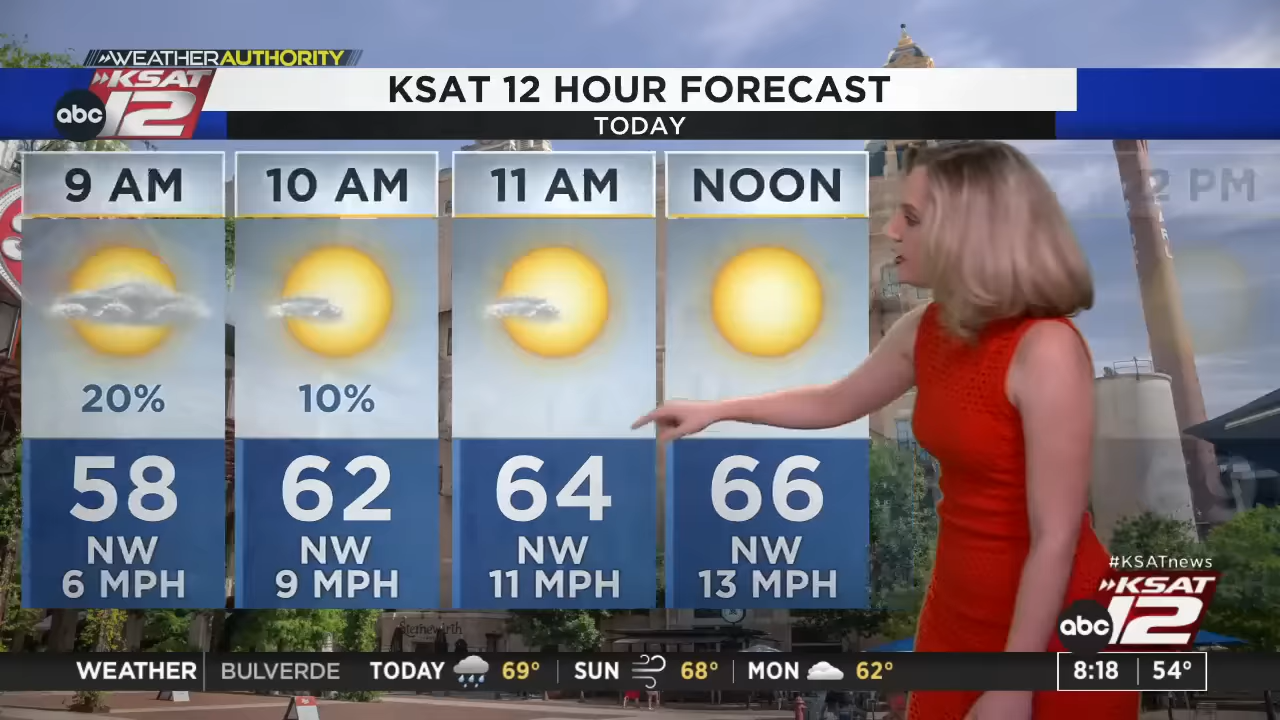 WEATHERAUTHORITY
KSAT
abc 12
KSAT 12 HOUR FORECAST
TODAY
9 AM
10 AM
11 AM
NOON
2 PM
20%
10%
58
62
64
66
NW
6 MPH
NW
9 MPH
NW
11 MPH
NW
13 MPH
#KSATnews
KSAT
abc 12
WEATHER BULVERDE TODAY 69° SUN 68° MON 62° 8:18 54°